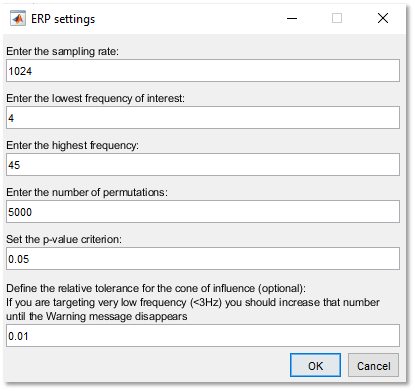 ERP settings
Enter the sampling rate:
1024
Enter the lowest frequency of interest:
4
Enter the highest frequency:
45
Enter the number of permutations:
5000
Set the p-value criterion:
0.05
Define the relative tolerance for the cone of influence (optional):
If you are targeting very low frequency (<3Hz) you should increase that number
until the Warning message disappears
0.01
OK Cancel